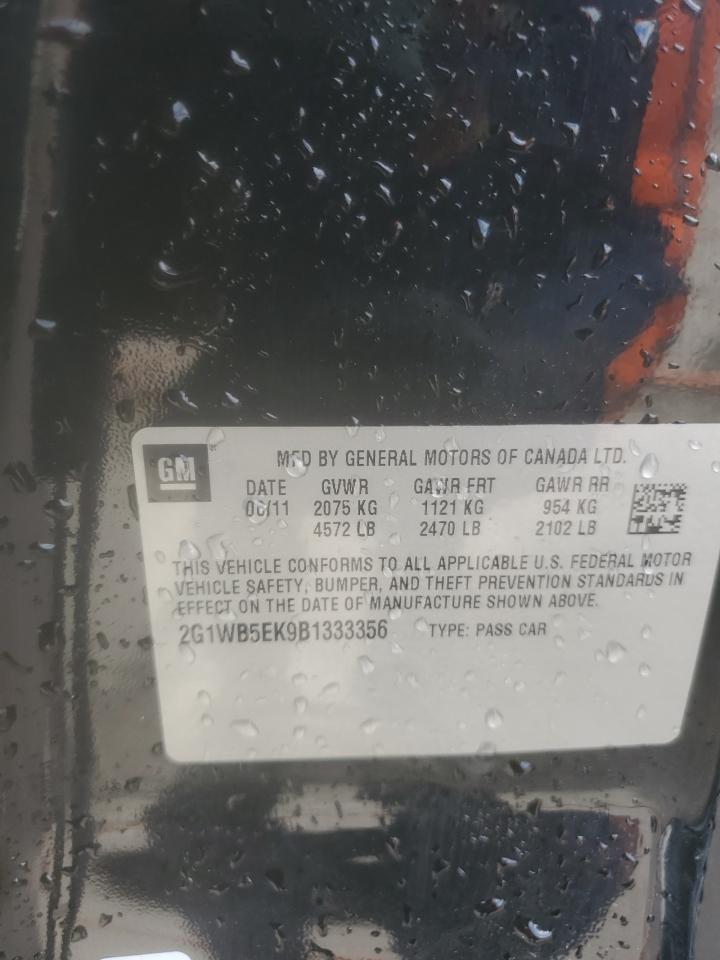 GM
MFD BY GENERAL MOTORS OF CANADA LTD.
DATE GVWR GAWR FRT GAWR RR
06/11 2075 KG 1121 KG 954 KG
4572 LB 2470 LB 2102 LB
THIS VEHICLE CONFORMS TO ALL APPLICABLE U.S. FEDERAL MOTOR
VEHICLE SAFETY, BUMPER, AND THEFT PREVENTION STANDARDS IN
EFFECT ON THE DATE OF MANUFACTURE SHOWN ABOVE.
2G1WB5EK9B1333356 TYPE: PASS CAR